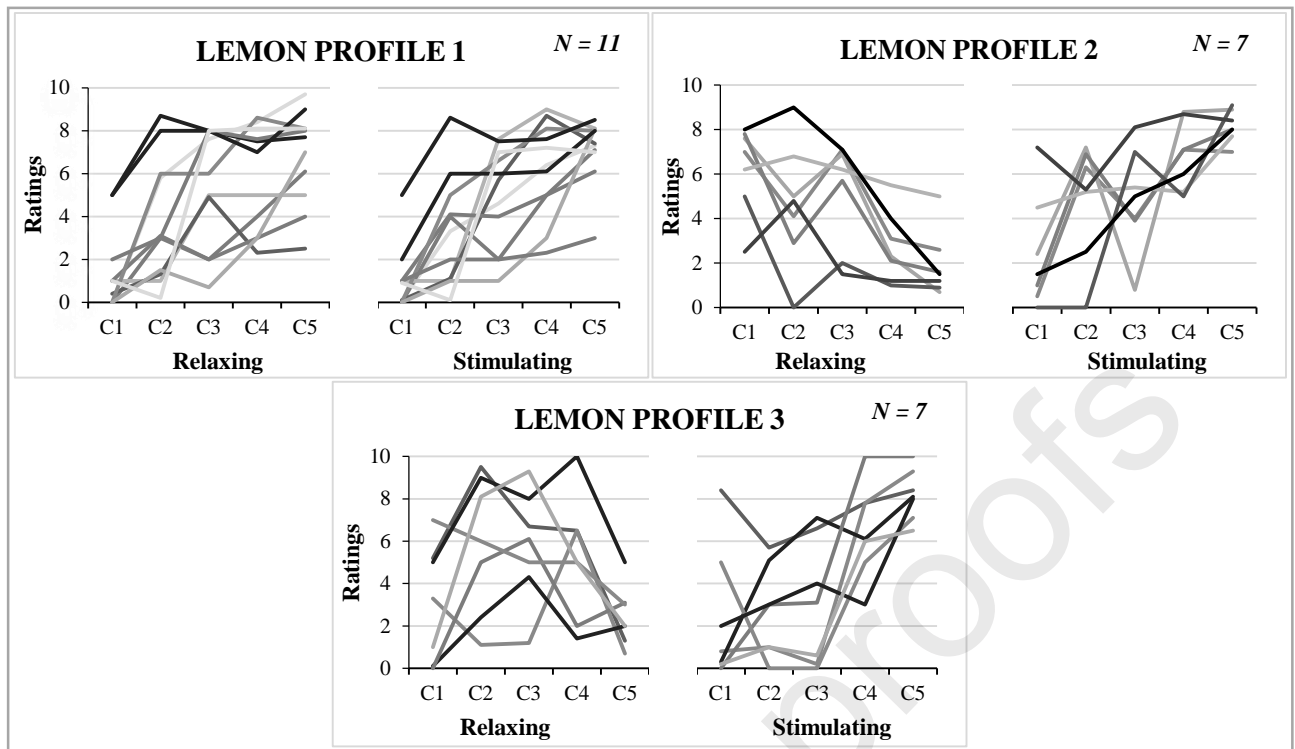 LEMON PROFILE 1
N = 11
Ratings
10
8
6
4
2
0
C1 C2 C3 C4 C5
Relaxing
C1 C2 C3 C4 C5
Stimulating
LEMON PROFILE 2
N = 7
Ratings
10
8
6
4
2
0
C1 C2 C3 C4 C5
Relaxing
C1 C2 C3 C4 C5
Stimulating
LEMON PROFILE 3
N = 7
Ratings
10
8
6
4
2
0
C1 C2 C3 C4 C5
Relaxing
C1 C2 C3 C4 C5
Stimulating
proofs